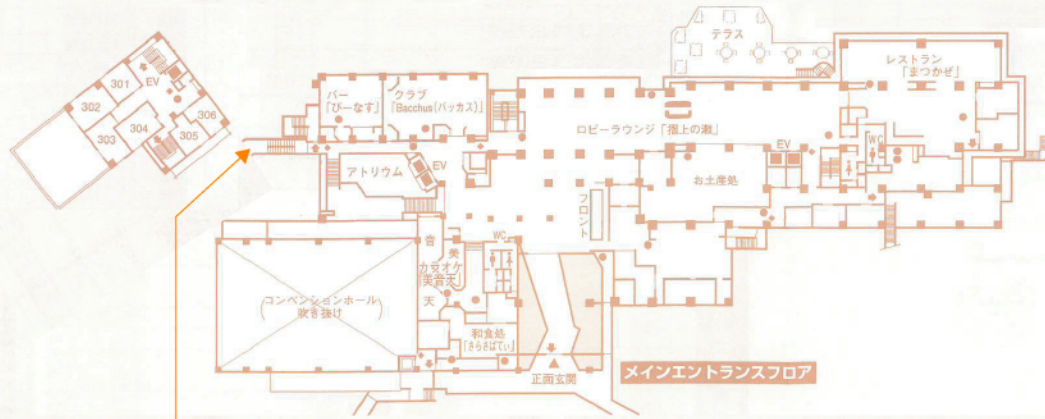 テラス
レストラン
「まつかぜ」
301
EV
302
306
303
304
305
バー
「びーなす」
クラブ
「Bacchus(バッカス)」
ロビーラウンジ「摺上の瀬」
WC
EV
アトリウム
EV
お土産処
フロント
WC
音
天
美
カラオケ
「美音天」
コンベンションホール
吹き抜け
和食処
「さらさばてぃ」
正面玄関
メインエントランスフロア